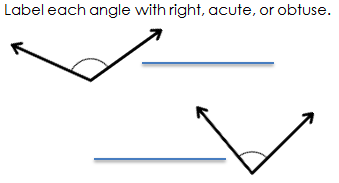 Label each angle with right, acute, or obtuse.